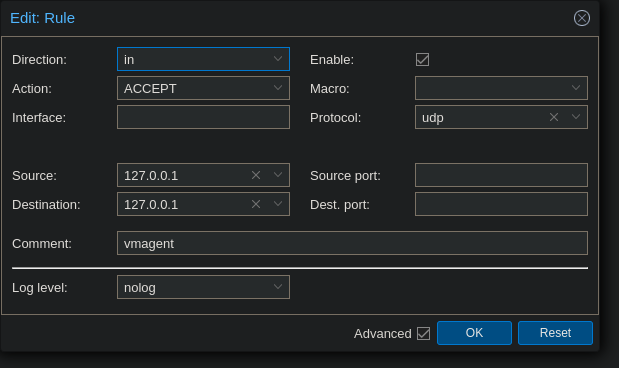 Edit: Rule
Direction: in Enable:
Action: ACCEPT Macro:
Interface: Protocol: udp
Source: 127.0.0.1 Source port:
Destination: 127.0.0.1 Dest. port:
Comment: vmagent
Log level: nolog
Advanced OK Reset